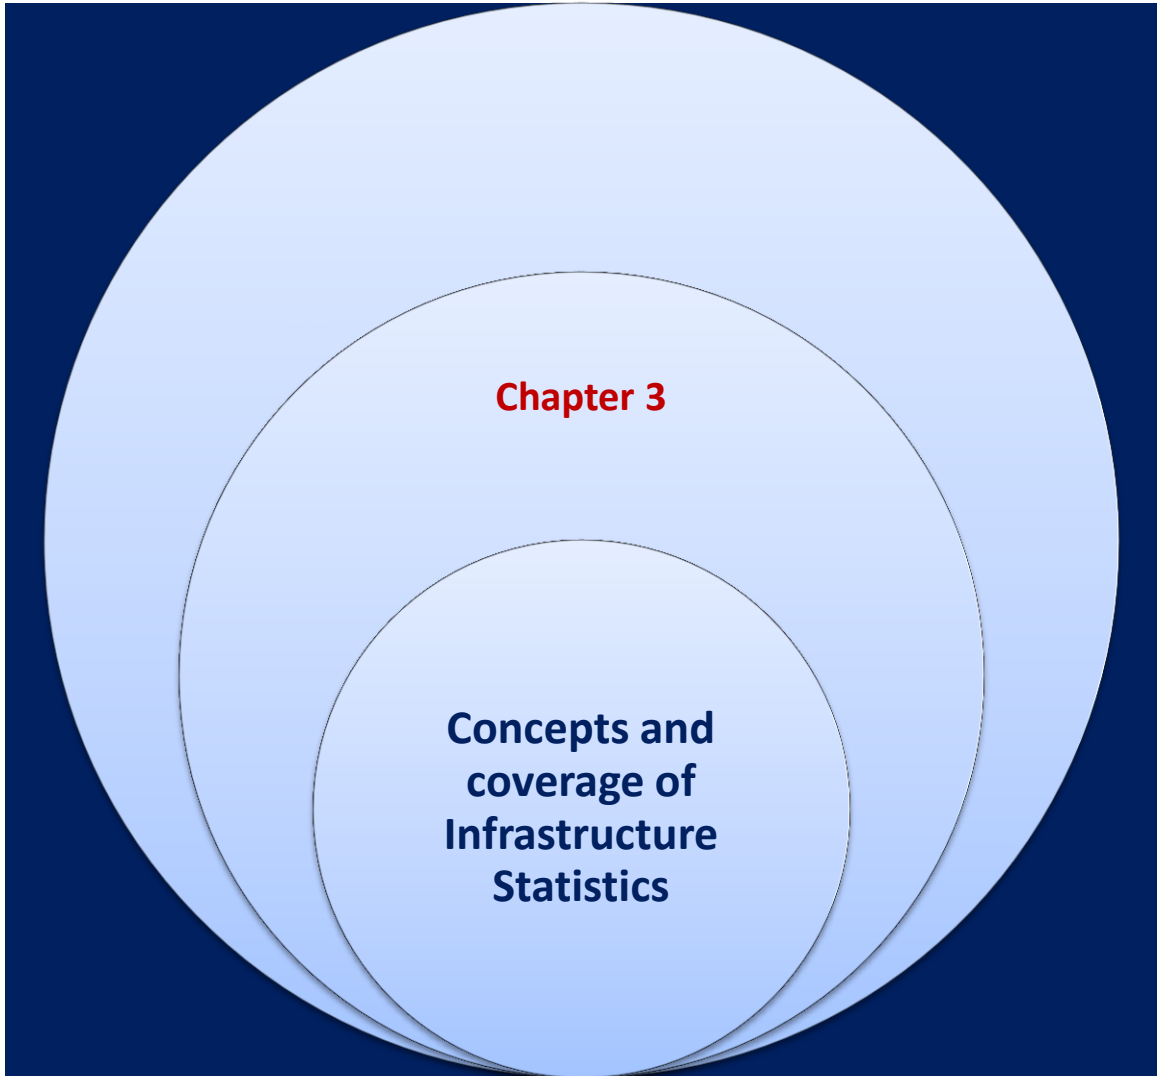 Chapter 3
Concepts and
coverage of
Infrastructure
Statistics